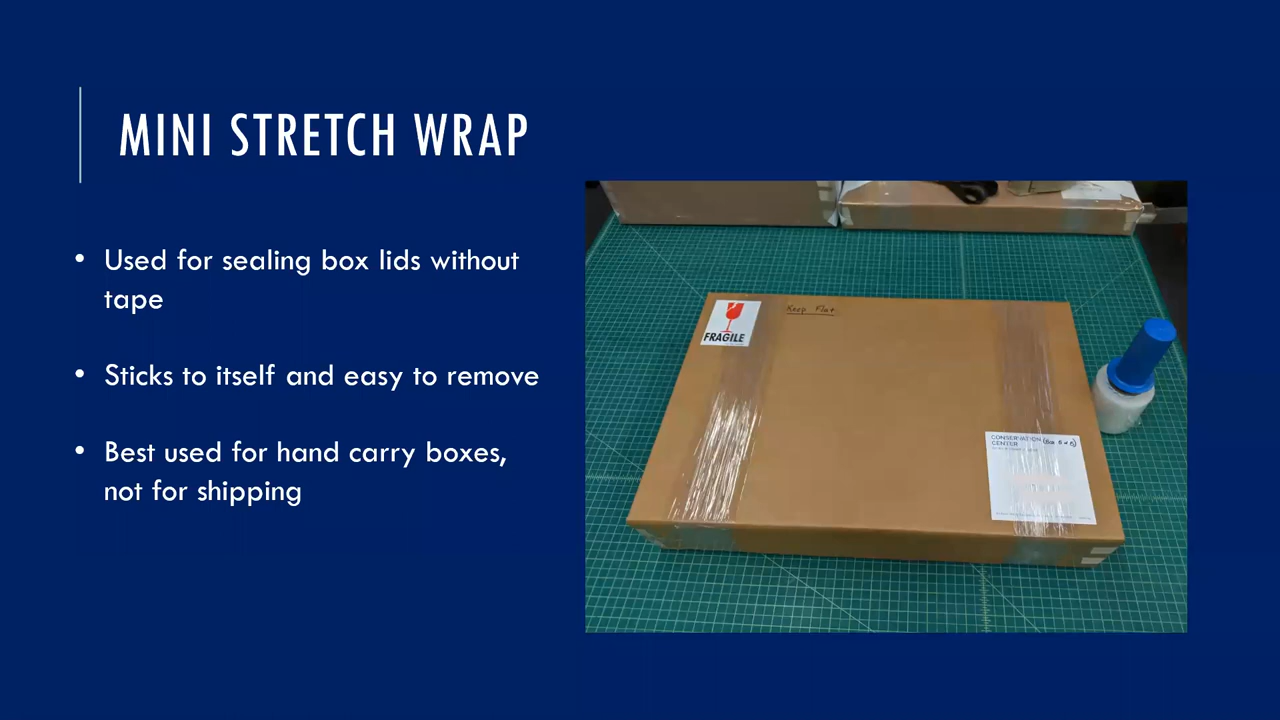 MINI STRETCH WRAP
• Used for sealing box lids without
tape
• Sticks to itself and easy to remove
• Best used for hand carry boxes,
not for shipping
FRAGILE
Keep Flat
CONSERVATION
CENTER